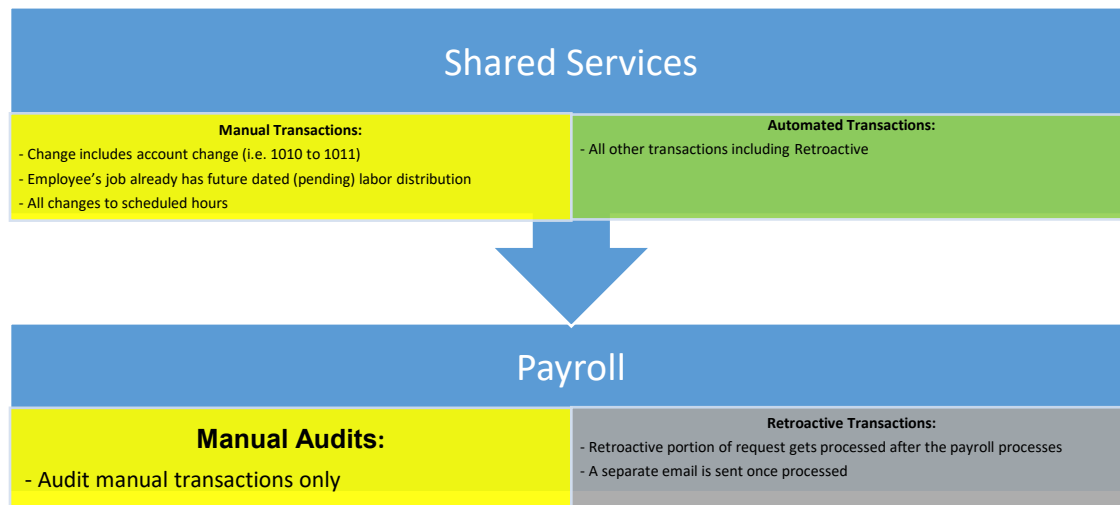 Shared Services
Manual Transactions:
- Change includes account change (i.e. 1010 to 1011)
- Employee’s job already has future dated (pending) labor distribution
- All changes to scheduled hours
Automated Transactions:
- All other transactions including Retroactive
Payroll
Manual Audits:
- Audit manual transactions only
Retroactive Transactions:
- Retroactive portion of request gets processed after the payroll processes
- A separate email is sent once processed